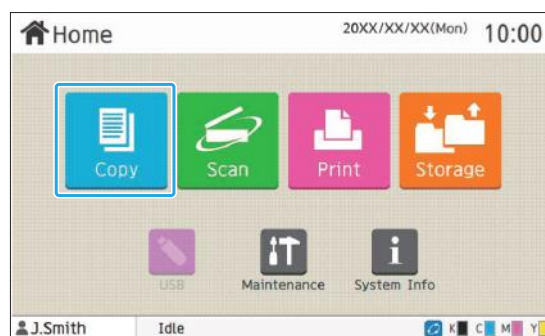 Home 20XX/XX/XX(Mon) 10:00
Copy Scan Print Storage
USB Maintenance System Info
J.Smith Idle K C M Y